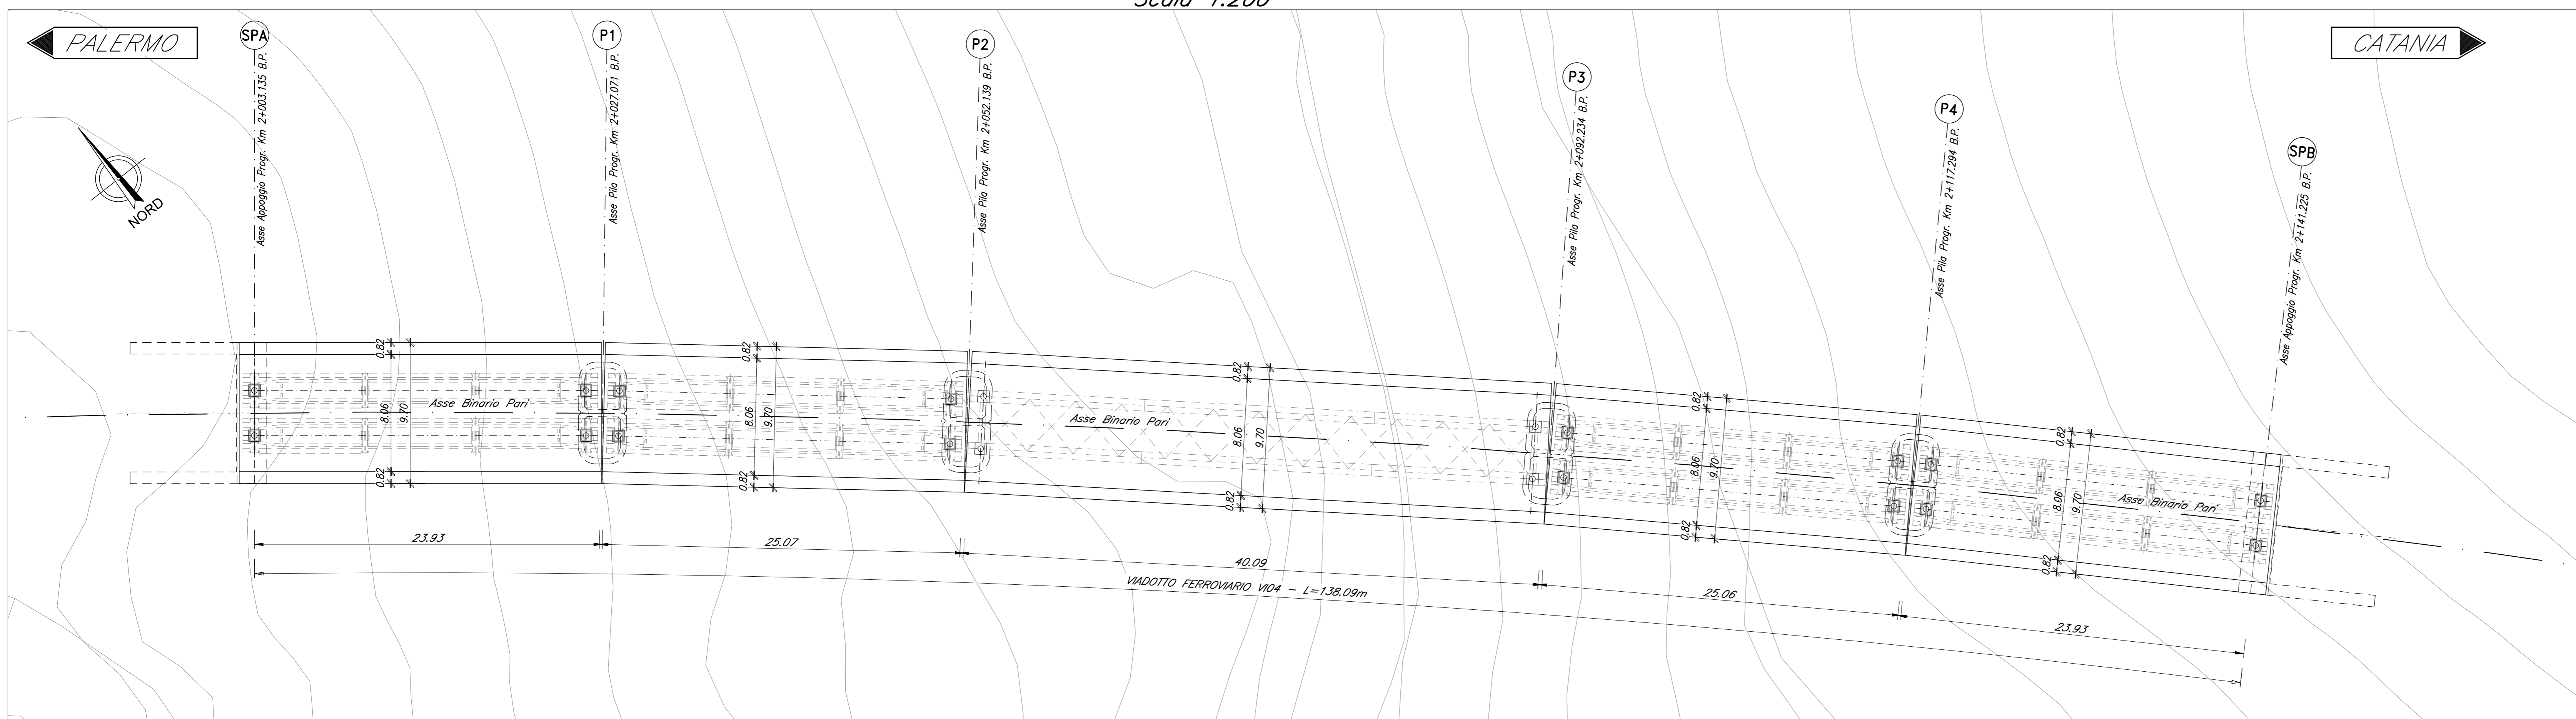 Scala 1:200
PALERMO
CATANIA
SPA
P1
P2
P3
P4
SPB
Asse Appoggio Progr. Km 2+003.135 B.P.
Asse Pila Progr. Km 2+027.071 B.P.
Asse Pila Progr. Km 2+052.139 B.P.
Asse Pila Progr. Km 2+092.234 B.P.
Asse Pila Progr. Km 2+117.294 B.P.
Asse Appoggio Progr. Km 2+141.225 B.P.
NORD
0.82
8.06
9.70
0.82
Asse Binario Pari
0.82
8.06
9.70
0.82
0.82
Asse Binario Pari
8.06
9.70
0.82
0.82
8.06
9.70
0.82
0.82
8.06
9.70
Asse Binario Pari
0.82
23.93
25.07
40.09
25.06
23.93
VIADOTTO FERROVIARIO VI04 - L=138.09m